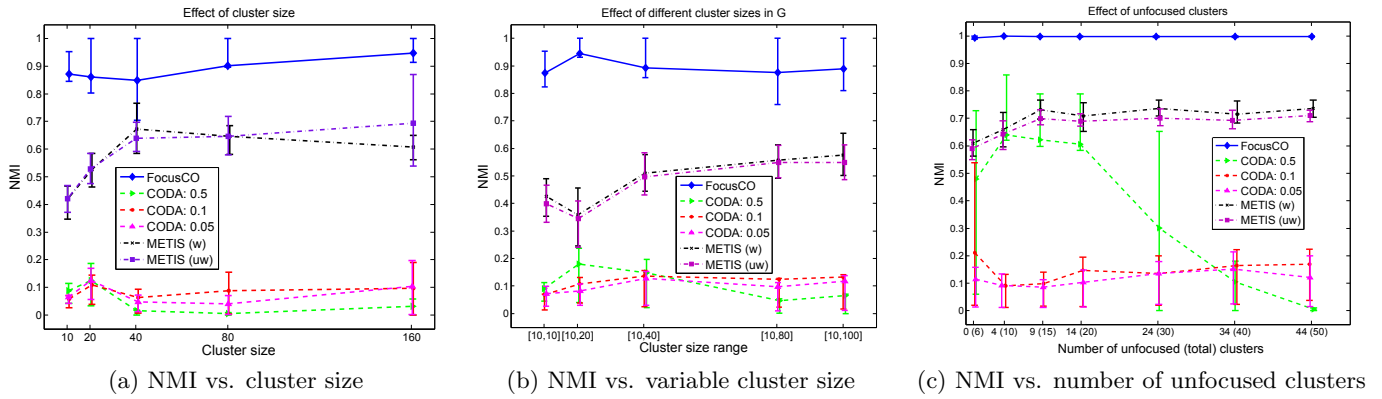 Effect of cluster size
1
0.9
0.8
0.7
0.6
0.5
0.4
0.3
0.2
0.1
0
NMI
FocusCO
CODA: 0.5
CODA: 0.1
CODA: 0.05
METIS (w)
METIS (uw)
10 20 40 80 160
Cluster size
(a) NMI vs. cluster size
Effect of different cluster sizes in G
1
0.9
0.8
0.7
0.6
0.5
0.4
0.3
0.2
0.1
0
NMI
FocusCO
CODA: 0.5
CODA: 0.1
CODA: 0.05
METIS (w)
METIS (uw)
[10,10] [10,20] [10,40] [10,80] [10,100]
Cluster size range
(b) NMI vs. variable cluster size
Effect of unfocused clusters
1
0.9
0.8
0.7
0.6
0.5
0.4
0.3
0.2
0.1
0
NMI
FocusCO
CODA: 0.5
CODA: 0.1
CODA: 0.05
METIS (w)
METIS (uw)
0 (6) 4 (10) 9 (15) 14 (20) 24 (30) 34 (40) 44 (50)
Number of unfocused (total) clusters
(c) NMI vs. number of unfocused clusters